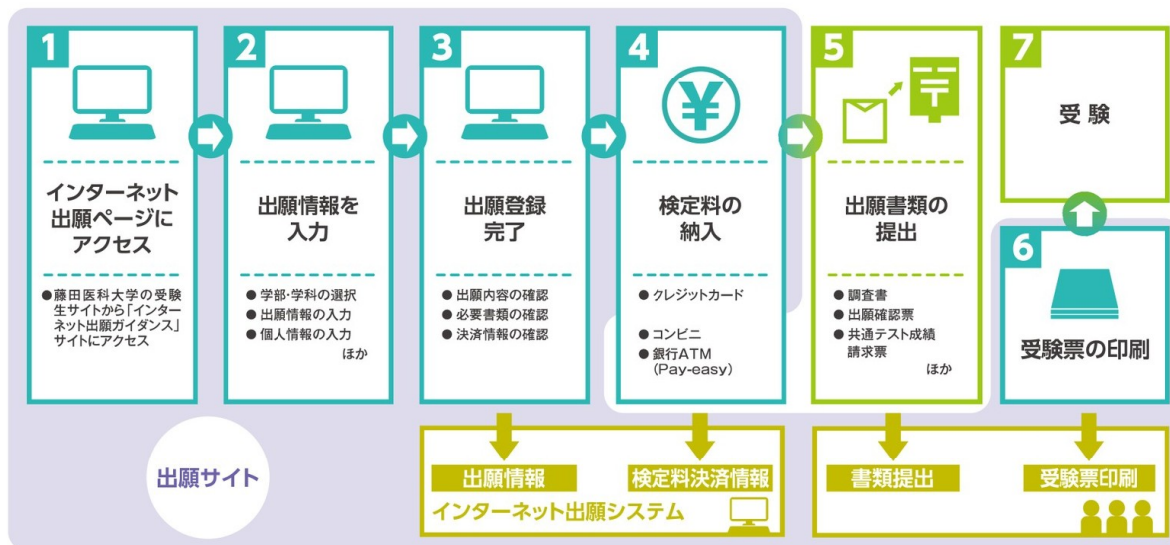 1
インターネット
出願ページに
アクセス
●藤田医科大学の受験
生サイトから「インター
ネット出願ガイダンス」
サイトにアクセス
2
出願情報を
入力
●学部・学科の選択
●出願情報の入力
●個人情報の入力
ほか
3
出願登録
完了
●出願内容の確認
●必要書類の確認
●決済情報の確認
4
¥
検定料の
納入
●クレジットカード
●コンビニ
●銀行ATM
(Pay-easy)
5
〒
出願書類の
提出
●調査書
●出願確認票
●共通テスト成績
請求票
ほか
7
受験
6
受験票の印刷
出願サイト
出願情報
検定料決済情報
インターネット出願システム
書類提出
受験票印刷